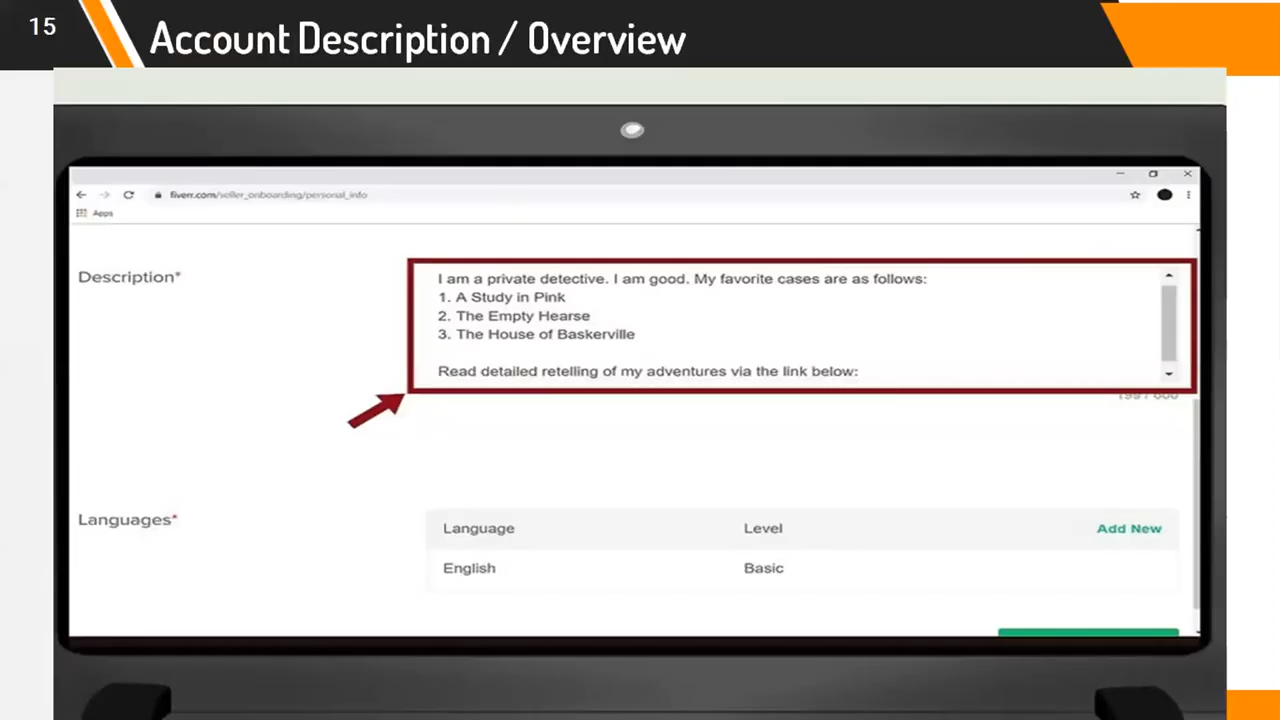 15
Account Description / Overview
fiverr.com/seller_onboarding/personal_info
Apps
Description*
I am a private detective. I am good. My favorite cases are as follows:
1. A Study in Pink
2. The Empty Hearse
3. The House of Baskerville
Read detailed retelling of my adventures via the link below:
199 / 600
Languages*
Language Level Add New
English Basic